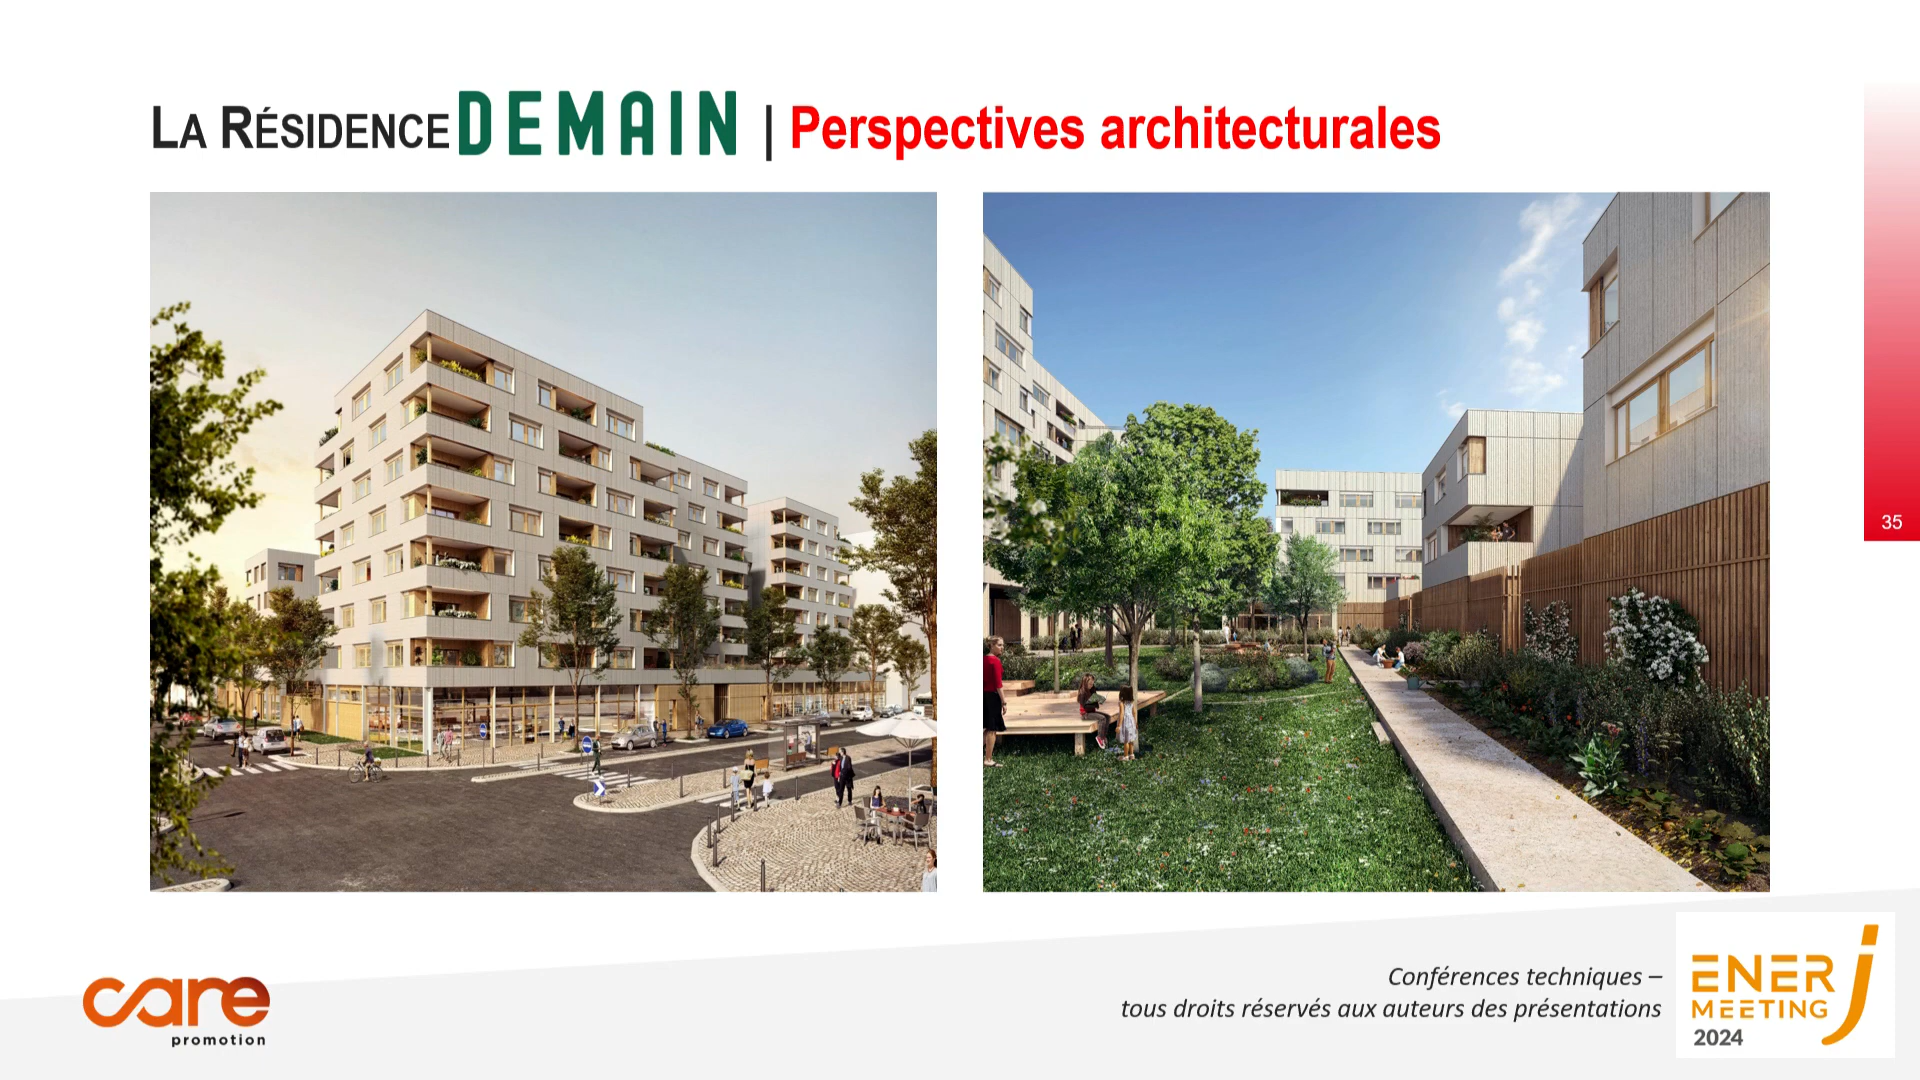 LA RÉSIDENCE DEMAIN | Perspectives architecturales
35
care
promotion
Conférences techniques –
tous droits réservés aux auteurs des présentations
ENERJ
MEETING
2024